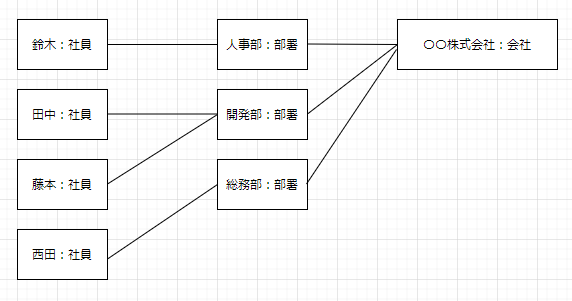 鈴木：社員
人事部：部署
〇〇株式会社：会社
田中：社員
開発部：部署
藤本：社員
総務部：部署
西田：社員